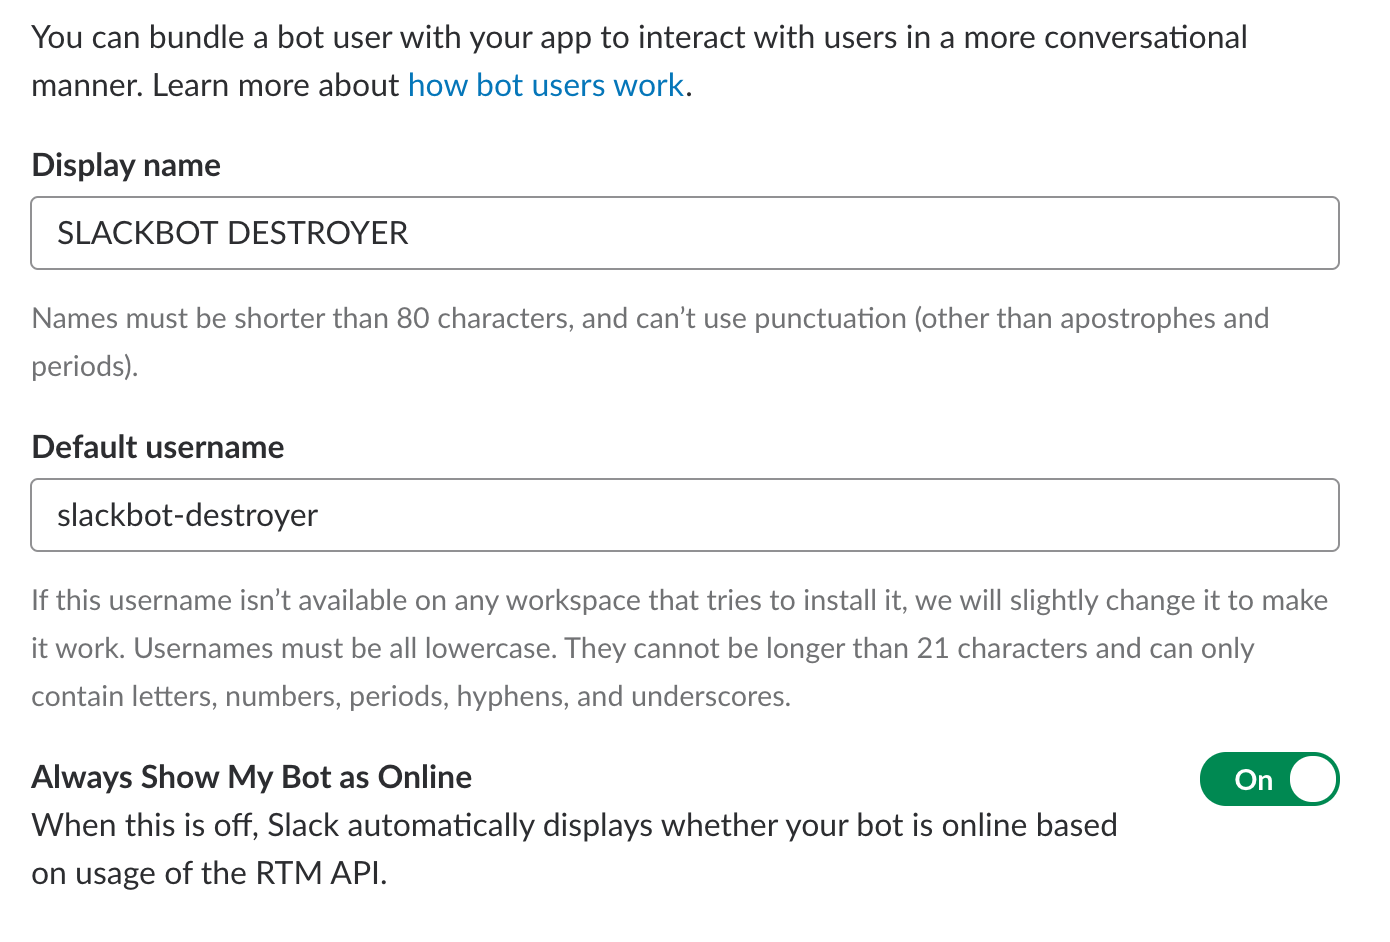 You can bundle a bot user with your app to interact with users in a more conversational
manner. Learn more about how bot users work.
Display name
SLACKBOT DESTROYER
Names must be shorter than 80 characters, and can’t use punctuation (other than apostrophes and
periods).
Default username
slackbot-destroyer
If this username isn’t available on any workspace that tries to install it, we will slightly change it to make
it work. Usernames must be all lowercase. They cannot be longer than 21 characters and can only
contain letters, numbers, periods, hyphens, and underscores.
Always Show My Bot as Online
On
When this is off, Slack automatically displays whether your bot is online based
on usage of the RTM API.